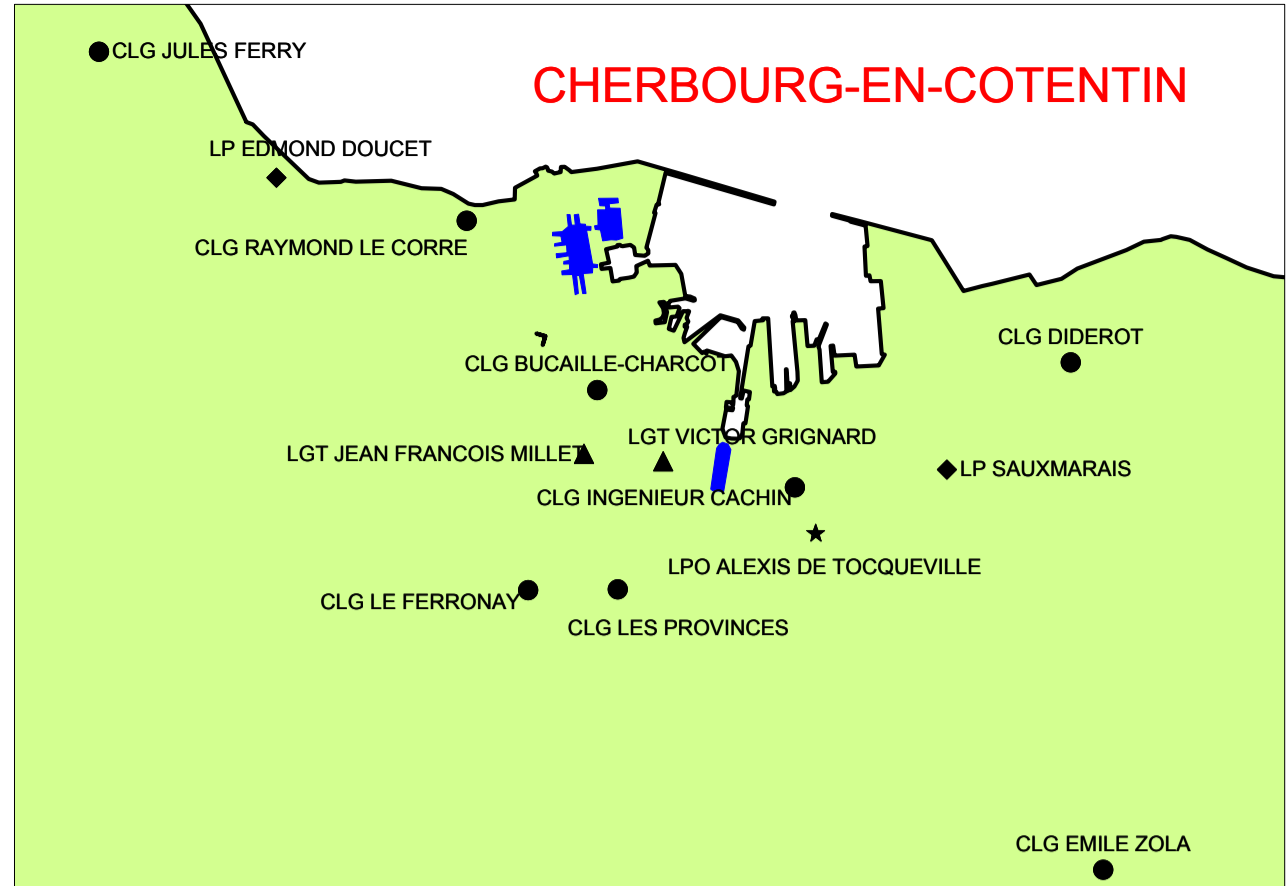 CLG JULES FERRY
CHERBOURG-EN-COTENTIN
LP EDMOND DOUCET
CLG RAYMOND LE CORRE
CLG DIDEROT
CLG BUCAILLE-CHARCOT
LGT VICTOR GRIGNARD
LGT JEAN FRANCOIS MILLET
LP SAUXMARAIS
CLG INGENIEUR CACHIN
LPO ALEXIS DE TOCQUEVILLE
CLG LE FERRONAY
CLG LES PROVINCES
CLG EMILE ZOLA